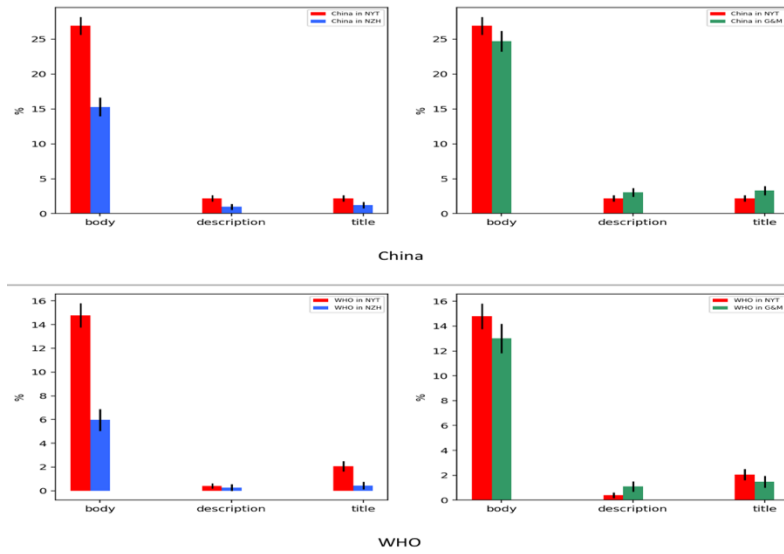 China in NYT
China in NZH
25
20
15
10
5
0
%
body description title
China in NYT
China in G&M
25
20
15
10
5
0
%
body description title
China
WHO in NYT
WHO in NZH
16
14
12
10
8
6
4
2
0
%
body description title
WHO in NYT
WHO in G&M
16
14
12
10
8
6
4
2
0
%
body description title
WHO